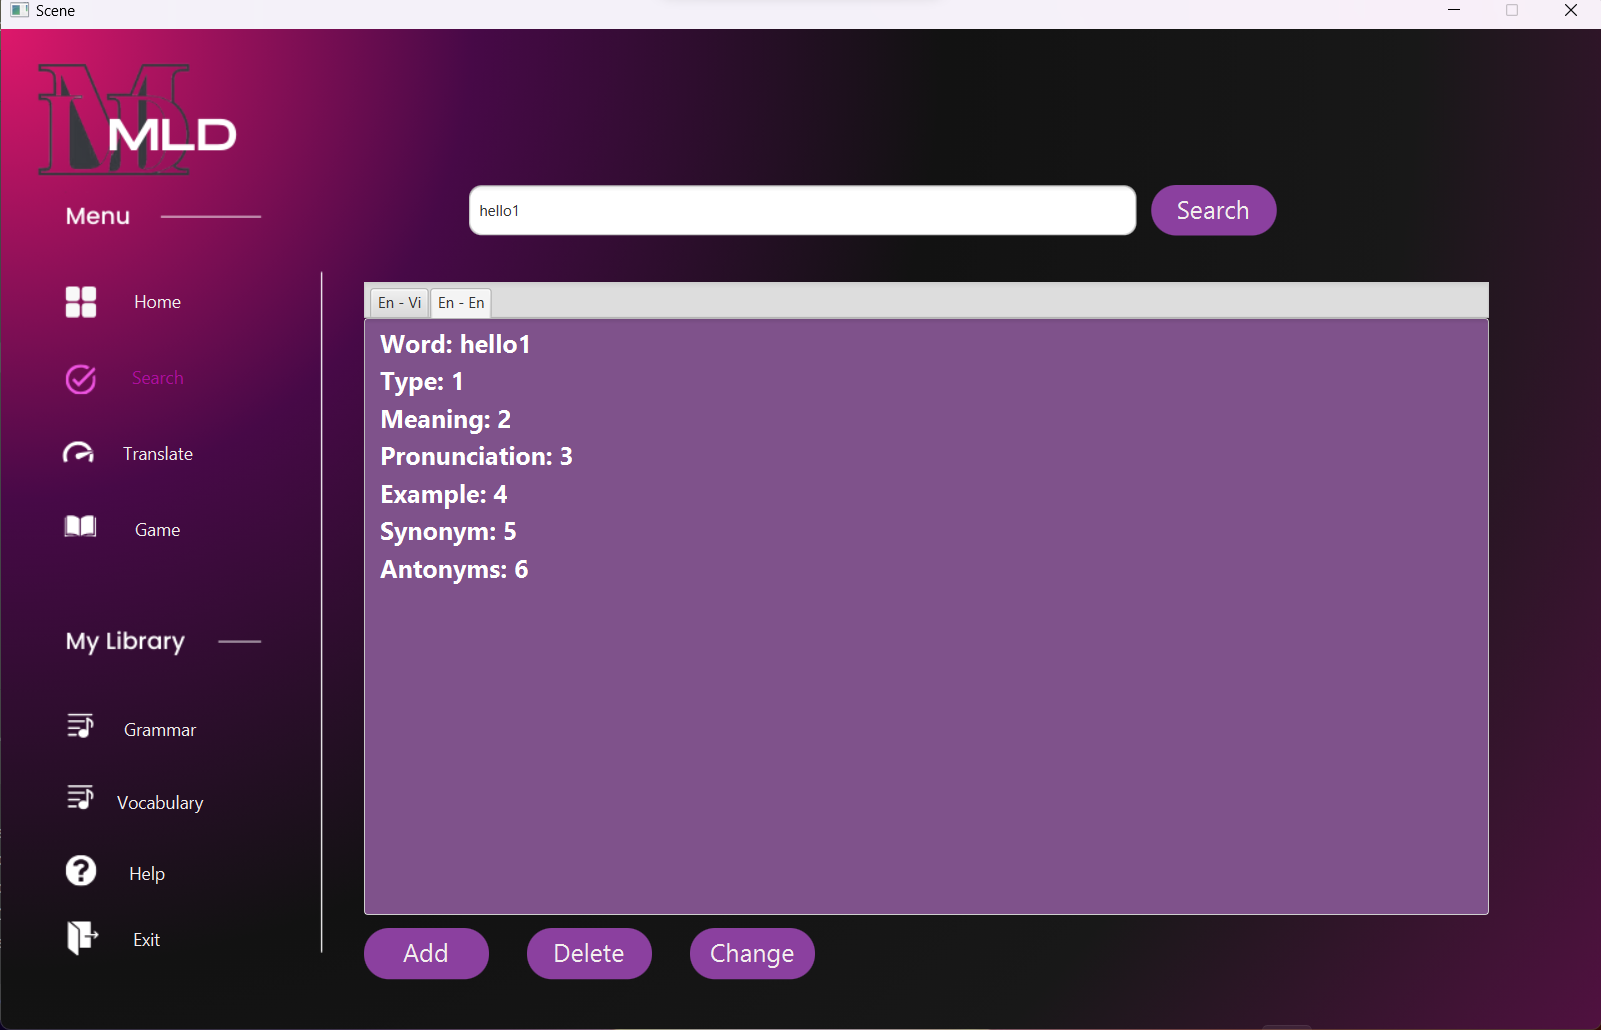 Scene
MLD
Menu
hello1
Search
Home
Search
Translate
Game
My Library
Grammar
Vocabulary
Help
Exit
En - Vi
En - En
Word: hello1
Type: 1
Meaning: 2
Pronunciation: 3
Example: 4
Synonym: 5
Antonyms: 6
Add
Delete
Change